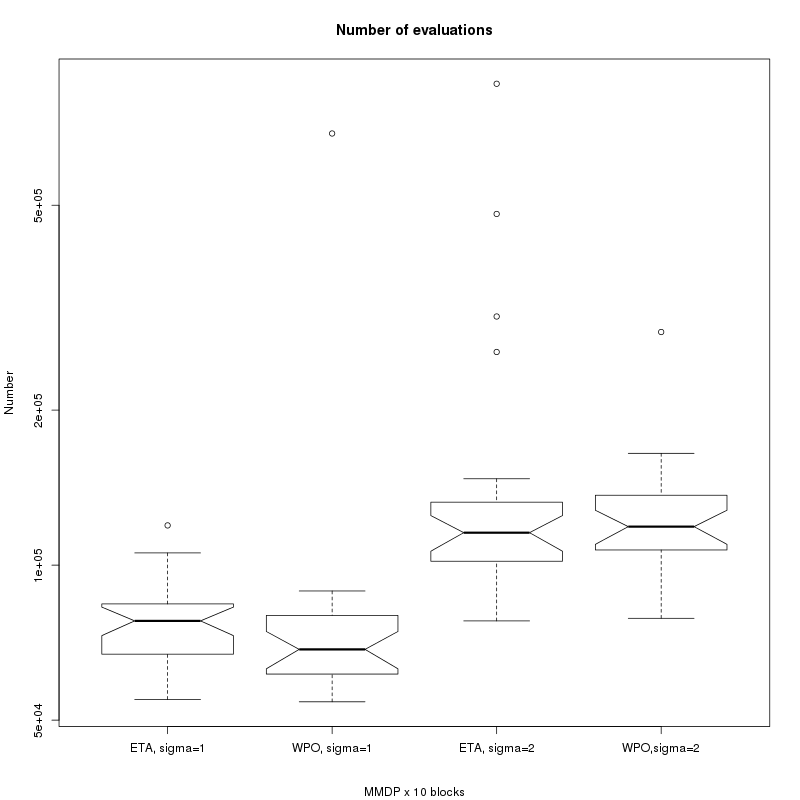 Number of evaluations
Number
5e+05
2e+05
1e+05
5e+04
ETA, sigma=1
WPO, sigma=1
ETA, sigma=2
WPO,sigma=2
MMDP x 10 blocks